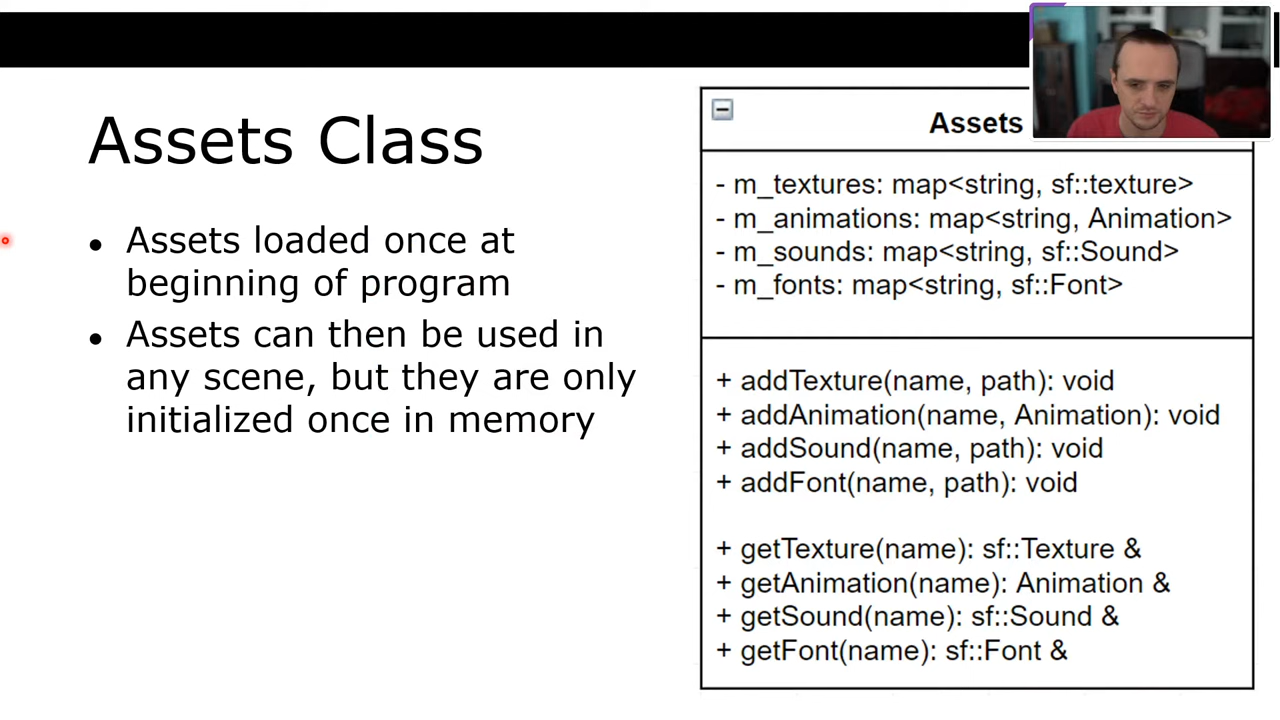 Assets Class
● Assets loaded once at
beginning of program
● Assets can then be used in
any scene, but they are only
initialized once in memory
Assets
- m_textures: map<string, sf::texture>
- m_animations: map<string, Animation>
- m_sounds: map<string, sf::Sound>
- m_fonts: map<string, sf::Font>
+ addTexture(name, path): void
+ addAnimation(name, Animation): void
+ addSound(name, path): void
+ addFont(name, path): void
+ getTexture(name): sf::Texture &
+ getAnimation(name): Animation &
+ getSound(name): sf::Sound &
+ getFont(name): sf::Font &